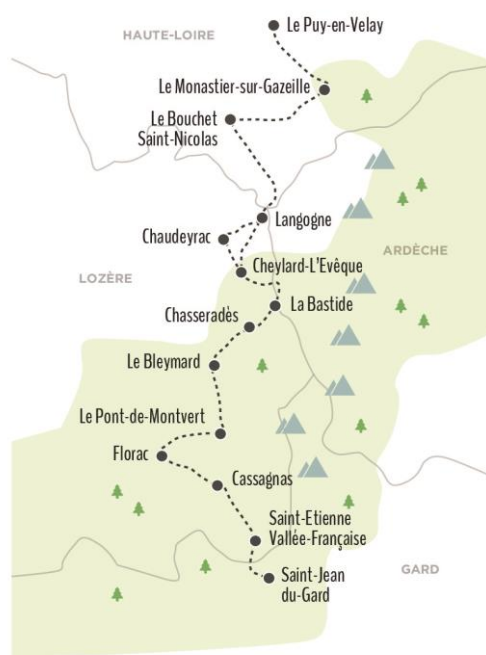 Le Puy-en-Velay
HAUTE-LOIRE
Le Monastier-sur-Gazeille
Le Bouchet
Saint-Nicolas
Langogne
Chaudeyrac
ARDÈCHE
Cheylard-L'Evêque
LOZÈRE
La Bastide
Chasseradès
Le Bleymard
Le Pont-de-Montvert
Florac
Cassagnas
Saint-Etienne
Vallée-Française
GARD
Saint-Jean
du-Gard